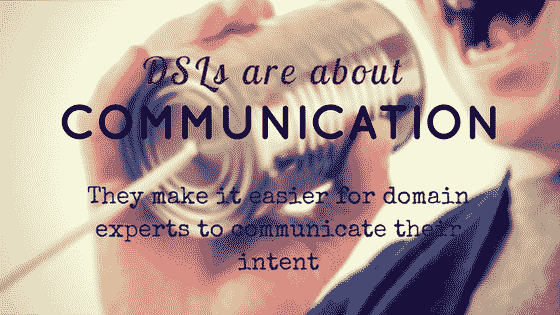 DSLs are about
COMMUNICATION
They make it easier for domain
experts to communicate their
intent